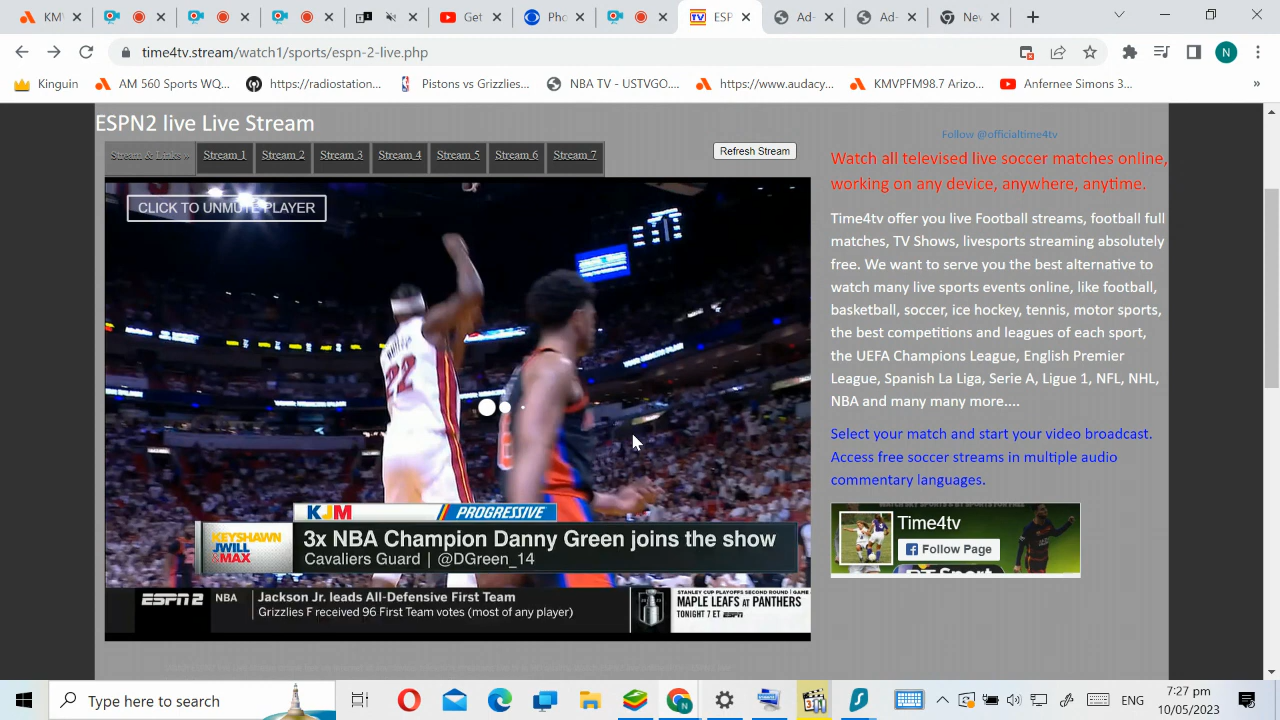 KM
Get
Pho
ESP
Ad-
Ad-
Nev
time4tv.stream/watch1/sports/espn-2-live.php
N
Kinguin
AM 560 Sports WQ...
https://radiostation...
Pistons vs Grizzlies...
NBA TV - USTVGO....
https://www.audacy...
KMVPFM98.7 Arizo...
Anfernee Simons 3...
»
ESPN2 live Live Stream
Stream & Links »
Stream 1
Stream 2
Stream 3
Stream 4
Stream 5
Stream 6
Stream 7
Refresh Stream
CLICK TO UNMUTE PLAYER
KJM
PROGRESSIVE
KEYSHAWN
JWILL
& MAX
3x NBA Champion Danny Green joins the show
Cavaliers Guard | @DGreen_14
ESPN 2
NBA
Jackson Jr. leads All-Defensive First Team
Grizzlies F received 96 First Team votes (most of any player)
STANLEY CUP PLAYOFFS SECOND ROUND | GAME
MAPLE LEAFS AT PANTHERS
TONIGHT 7 ET ESPN
Follow @officialtime4tv
Watch all televised live soccer matches online,
working on any device, anywhere, anytime.
Time4tv offer you live Football streams, football full
matches, TV Shows, livesports streaming absolutely
free. We want to serve you the best alternative to
watch many live sports events online, like football,
basketball, soccer, ice hockey, tennis, motor sports,
the best competitions and leagues of each sport,
the UEFA Champions League, English Premier
League, Spanish La Liga, Serie A, Ligue 1, NFL, NHL,
NBA and many many more....
Select your match and start your video broadcast.
Access free soccer streams in multiple audio
commentary languages.
Time4tv
Follow Page
Type here to search
ENG
7:27 pm
10/05/2023